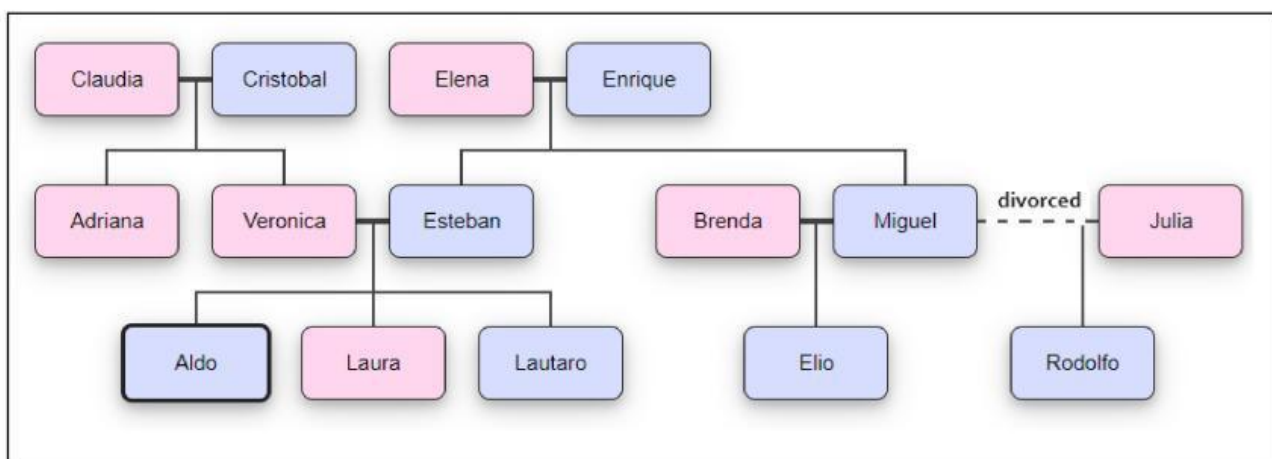 Claudia Cristobal Elena Enrique
divorced
Adriana Veronica Esteban Brenda Miguel Julia
Aldo Laura Lautaro Elio Rodolfo